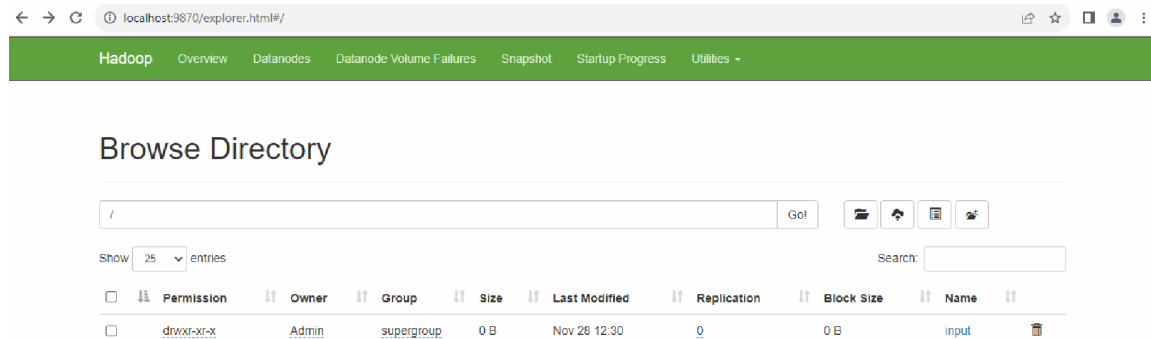 localhost:9870/explorer.html#/
Hadoop Overview Datanodes Datanode Volume Failures Snapshot Startup Progress Utilities
Browse Directory
/ Go!
Show 25 entries Search:
Permission Owner Group Size Last Modified Replication Block Size Name
drwxr-xr-x Admin supergroup 0 B Nov 28 12:30 0 0 B input